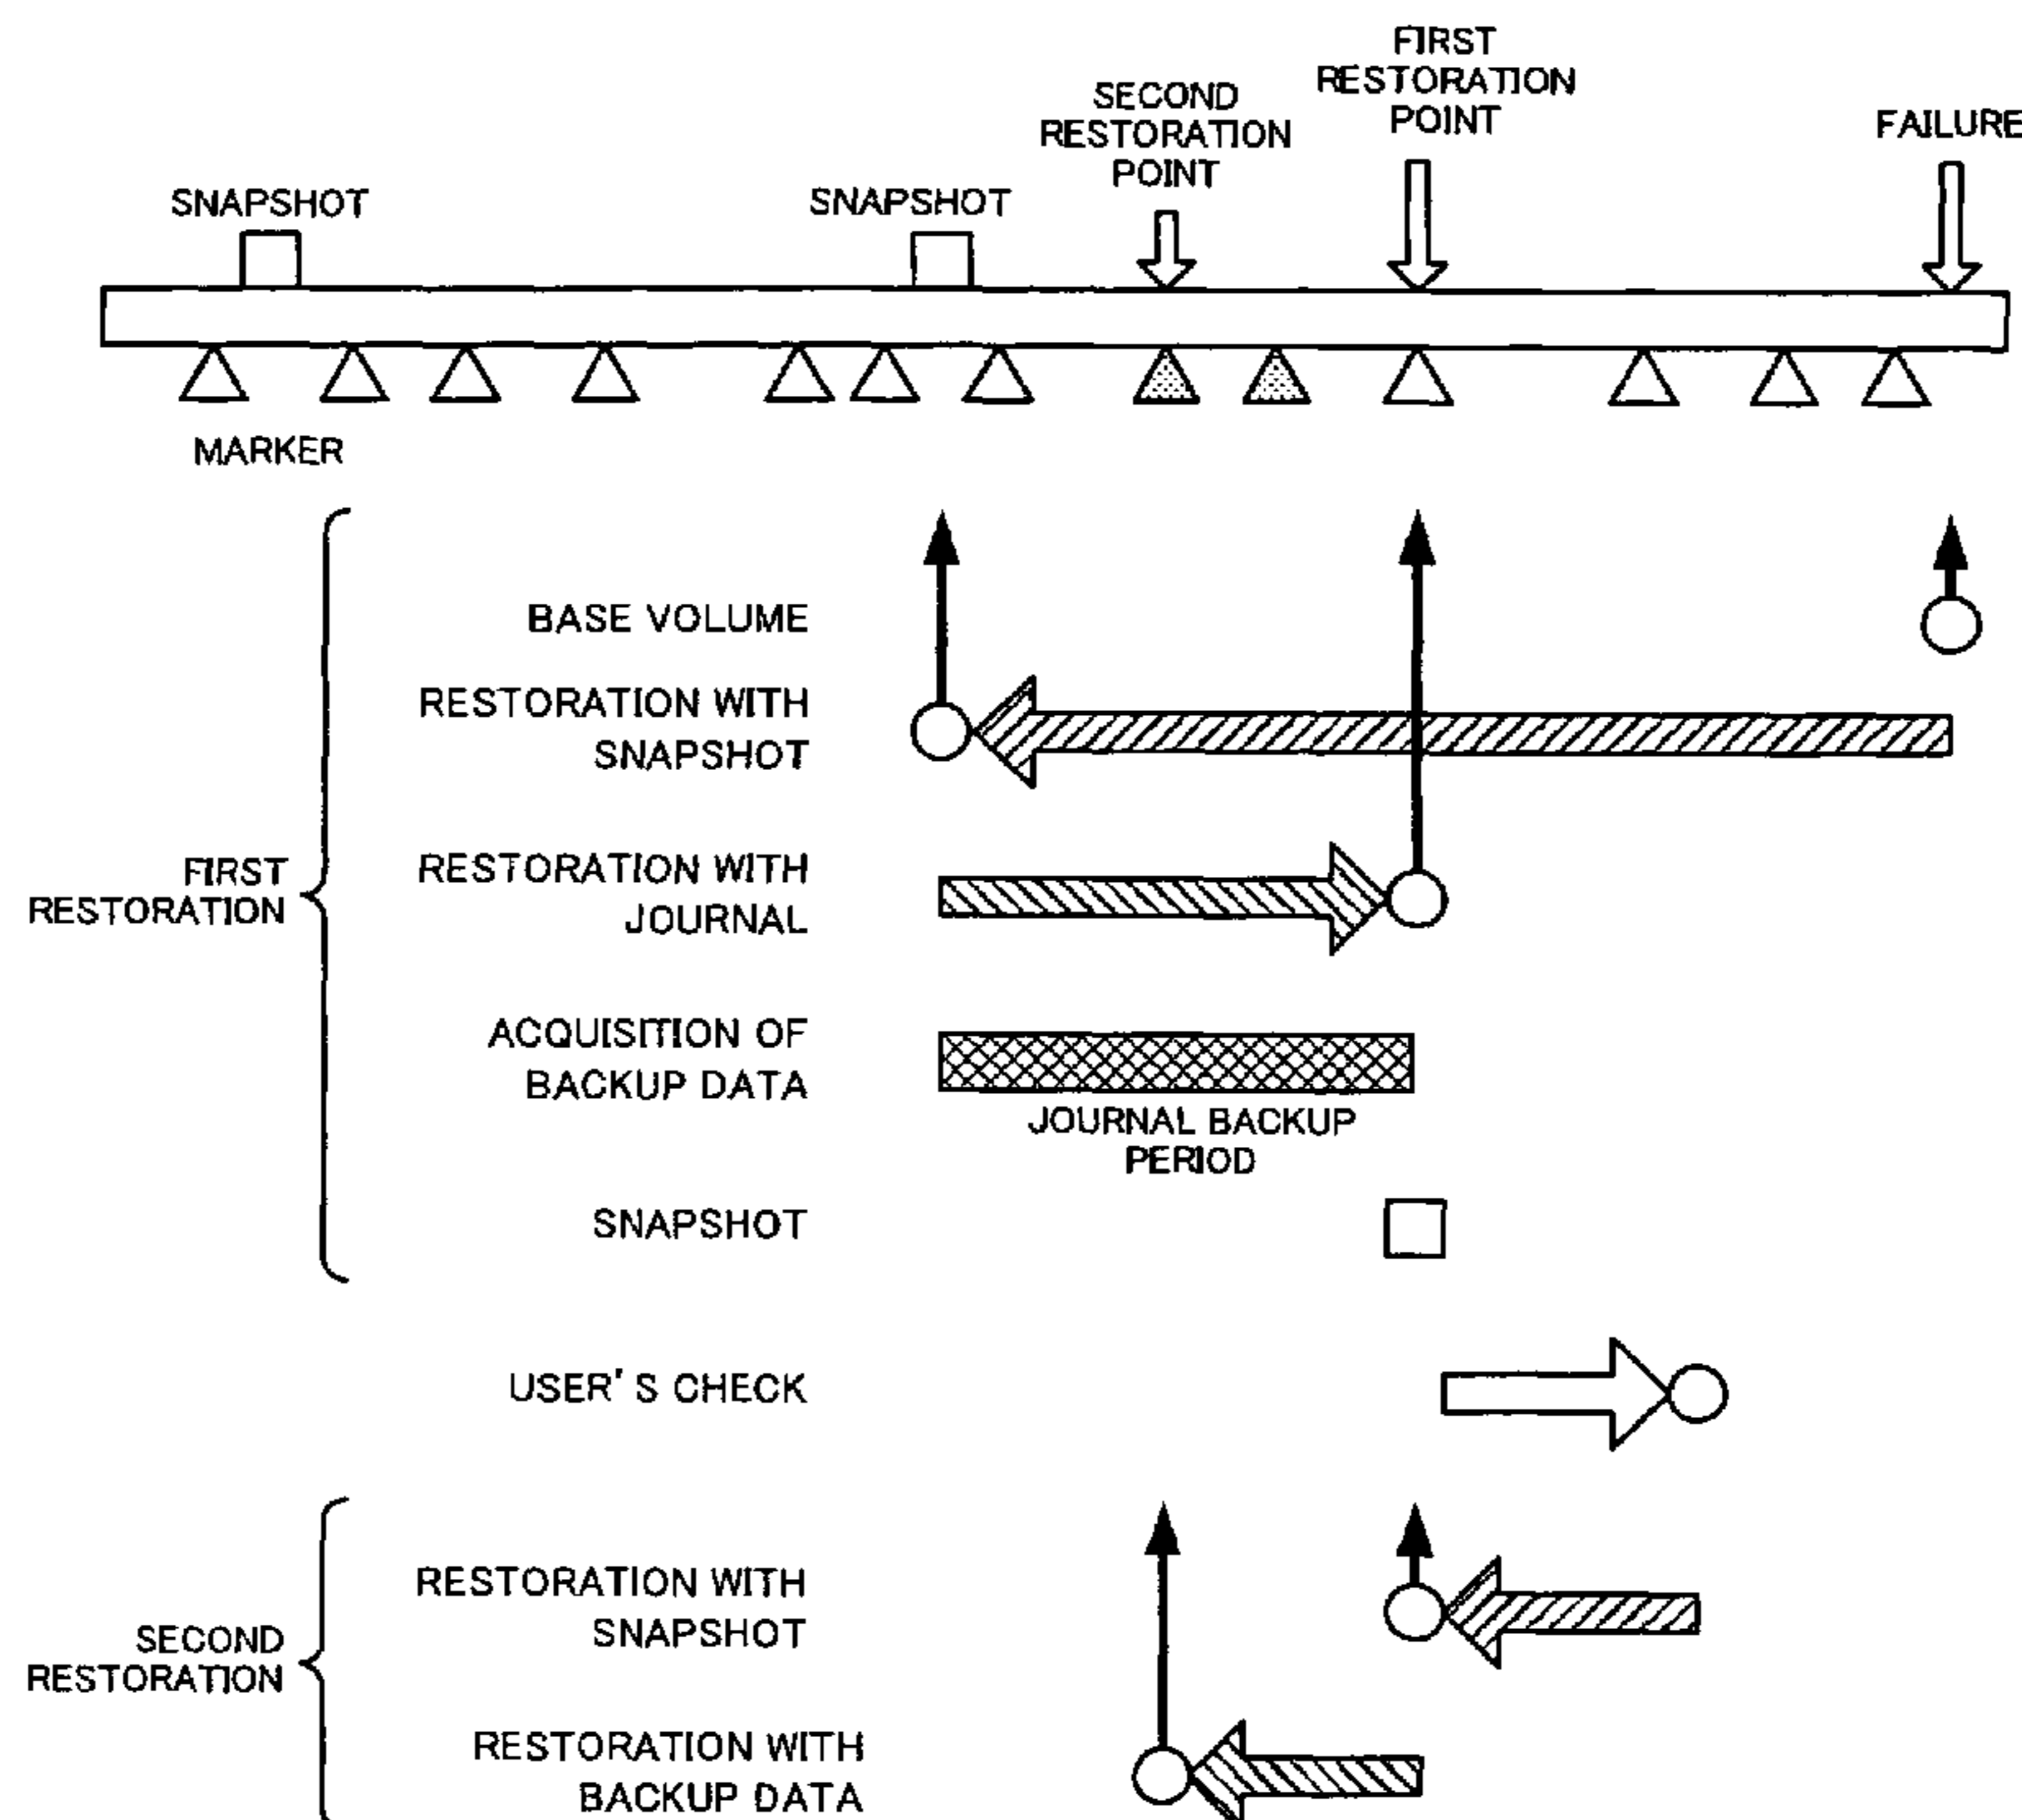 FIRST
RESTORATION
POINT
SECOND
RESTORATION
POINT
FAILURE
SNAPSHOT
SNAPSHOT
MARKER
BASE VOLUME
RESTORATION WITH
SNAPSHOT
FIRST
RESTORATION
RESTORATION WITH
JOURNAL
ACQUISITION OF
BACKUP DATA
JOURNAL BACKUP
PERIOD
SNAPSHOT
USER'S CHECK
SECOND
RESTORATION
RESTORATION WITH
SNAPSHOT
RESTORATION WITH
BACKUP DATA